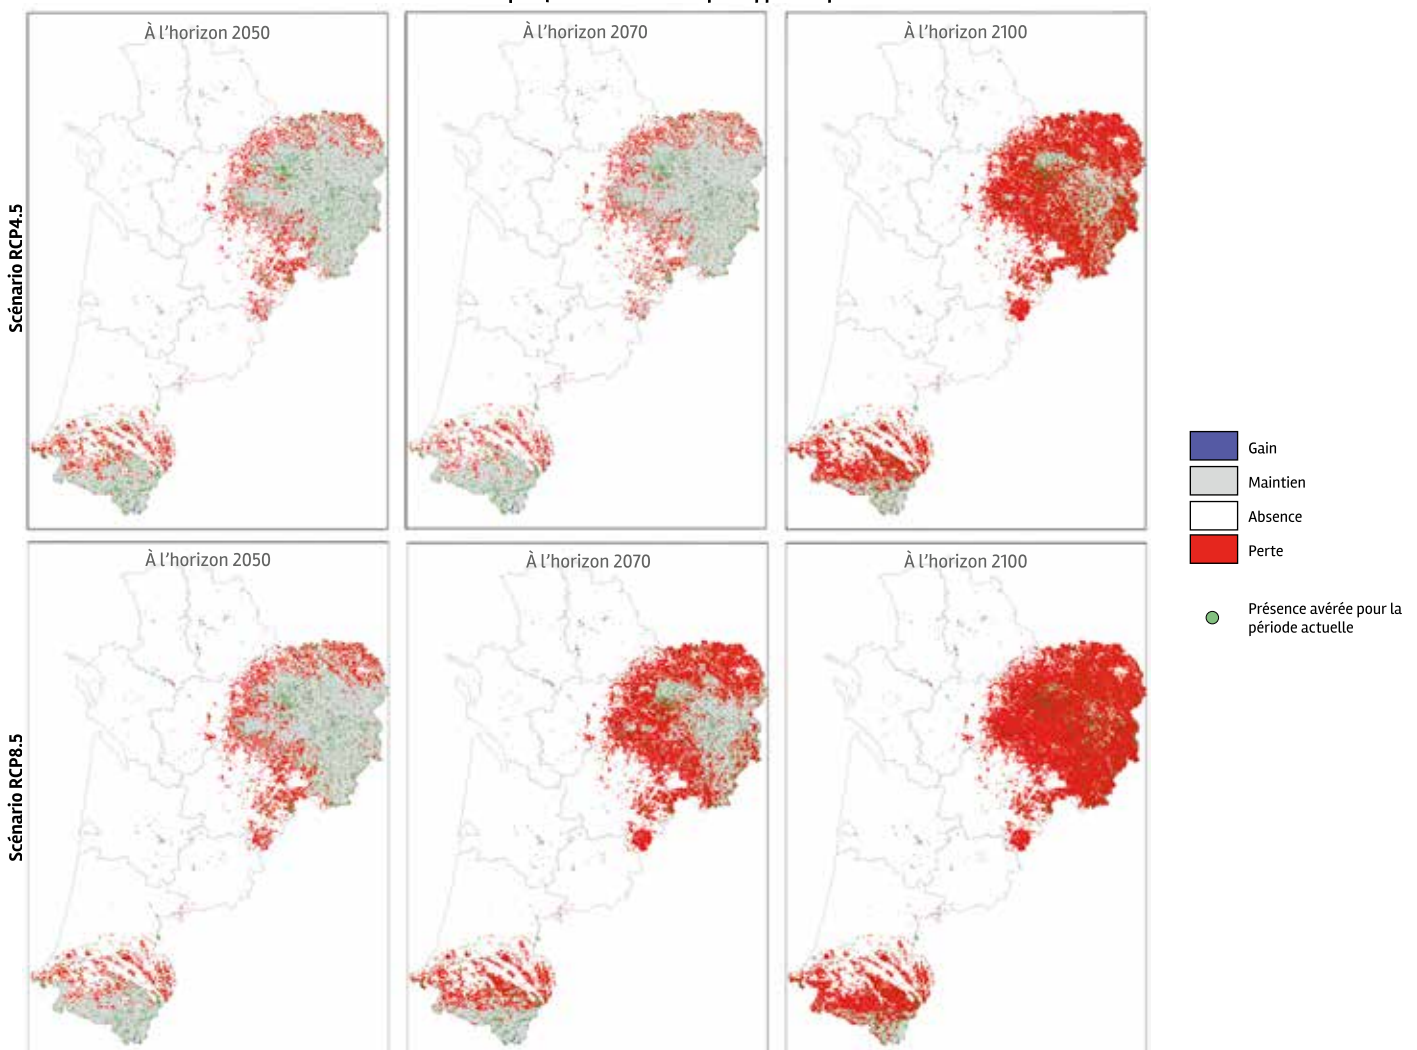 À l'horizon 2050
À l'horizon 2070
À l'horizon 2100
Scénario RCP4.5
Gain
Maintien
Absence
Perte
Présence avérée pour la
période actuelle
À l'horizon 2050
À l'horizon 2070
À l'horizon 2100
Scénario RCP8.5